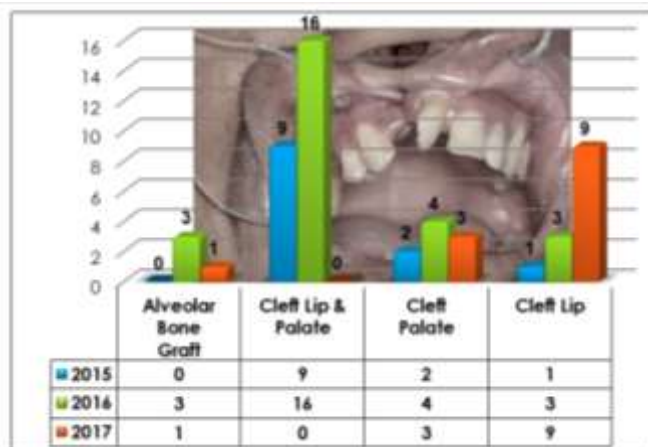 16
14
12
10
8
6
4
2
0
0 3 1
9 16 0
2 4 3
1 3 9
Alveolar Bone Graft
Cleft Lip & Palate
Cleft Palate
Cleft Lip
2015 0 9 2 1
2016 3 16 4 3
2017 1 0 3 9